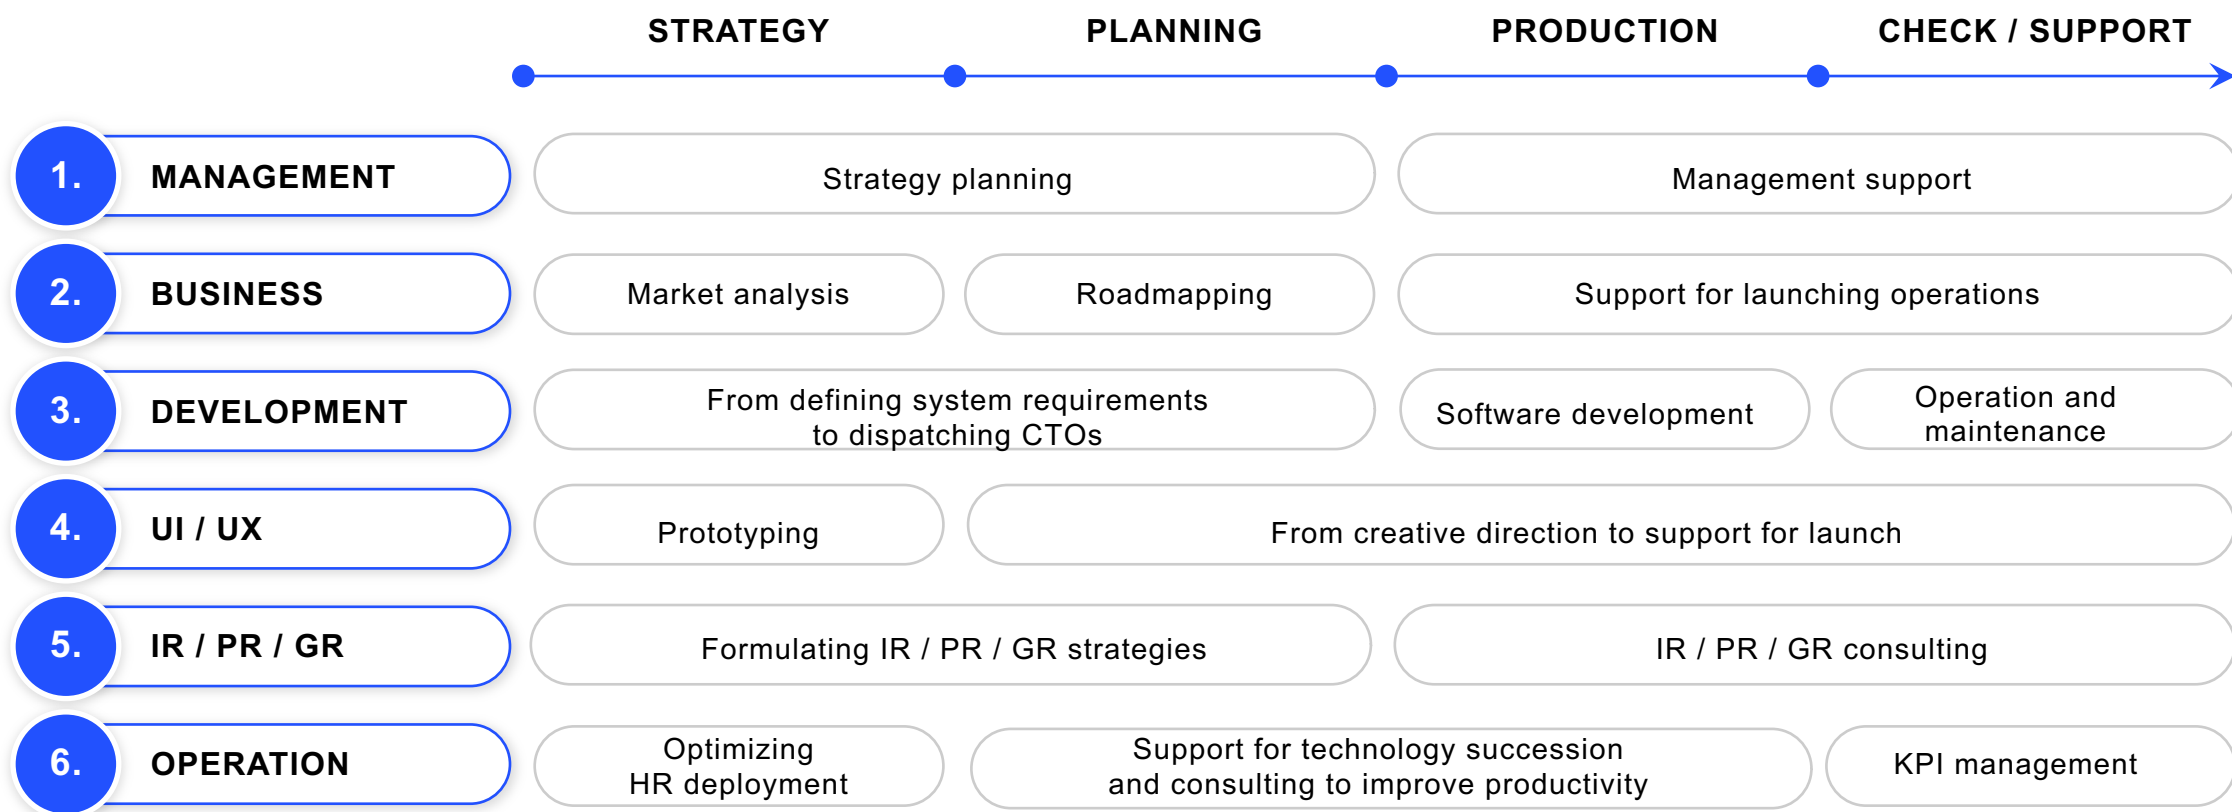 STRATEGY PLANNING PRODUCTION CHECK / SUPPORT
1. MANAGEMENT Strategy planning Management support
2. BUSINESS Market analysis Roadmapping Support for launching operations
3. DEVELOPMENT
From defining system requirements
to dispatching CTOs
Software development
Operation and
maintenance
4. UI / UX Prototyping From creative direction to support for launch
5. IR / PR / GR Formulating IR / PR / GR strategies IR / PR / GR consulting
6. OPERATION
Optimizing
HR deployment
Support for technology succession
and consulting to improve productivity
KPI management